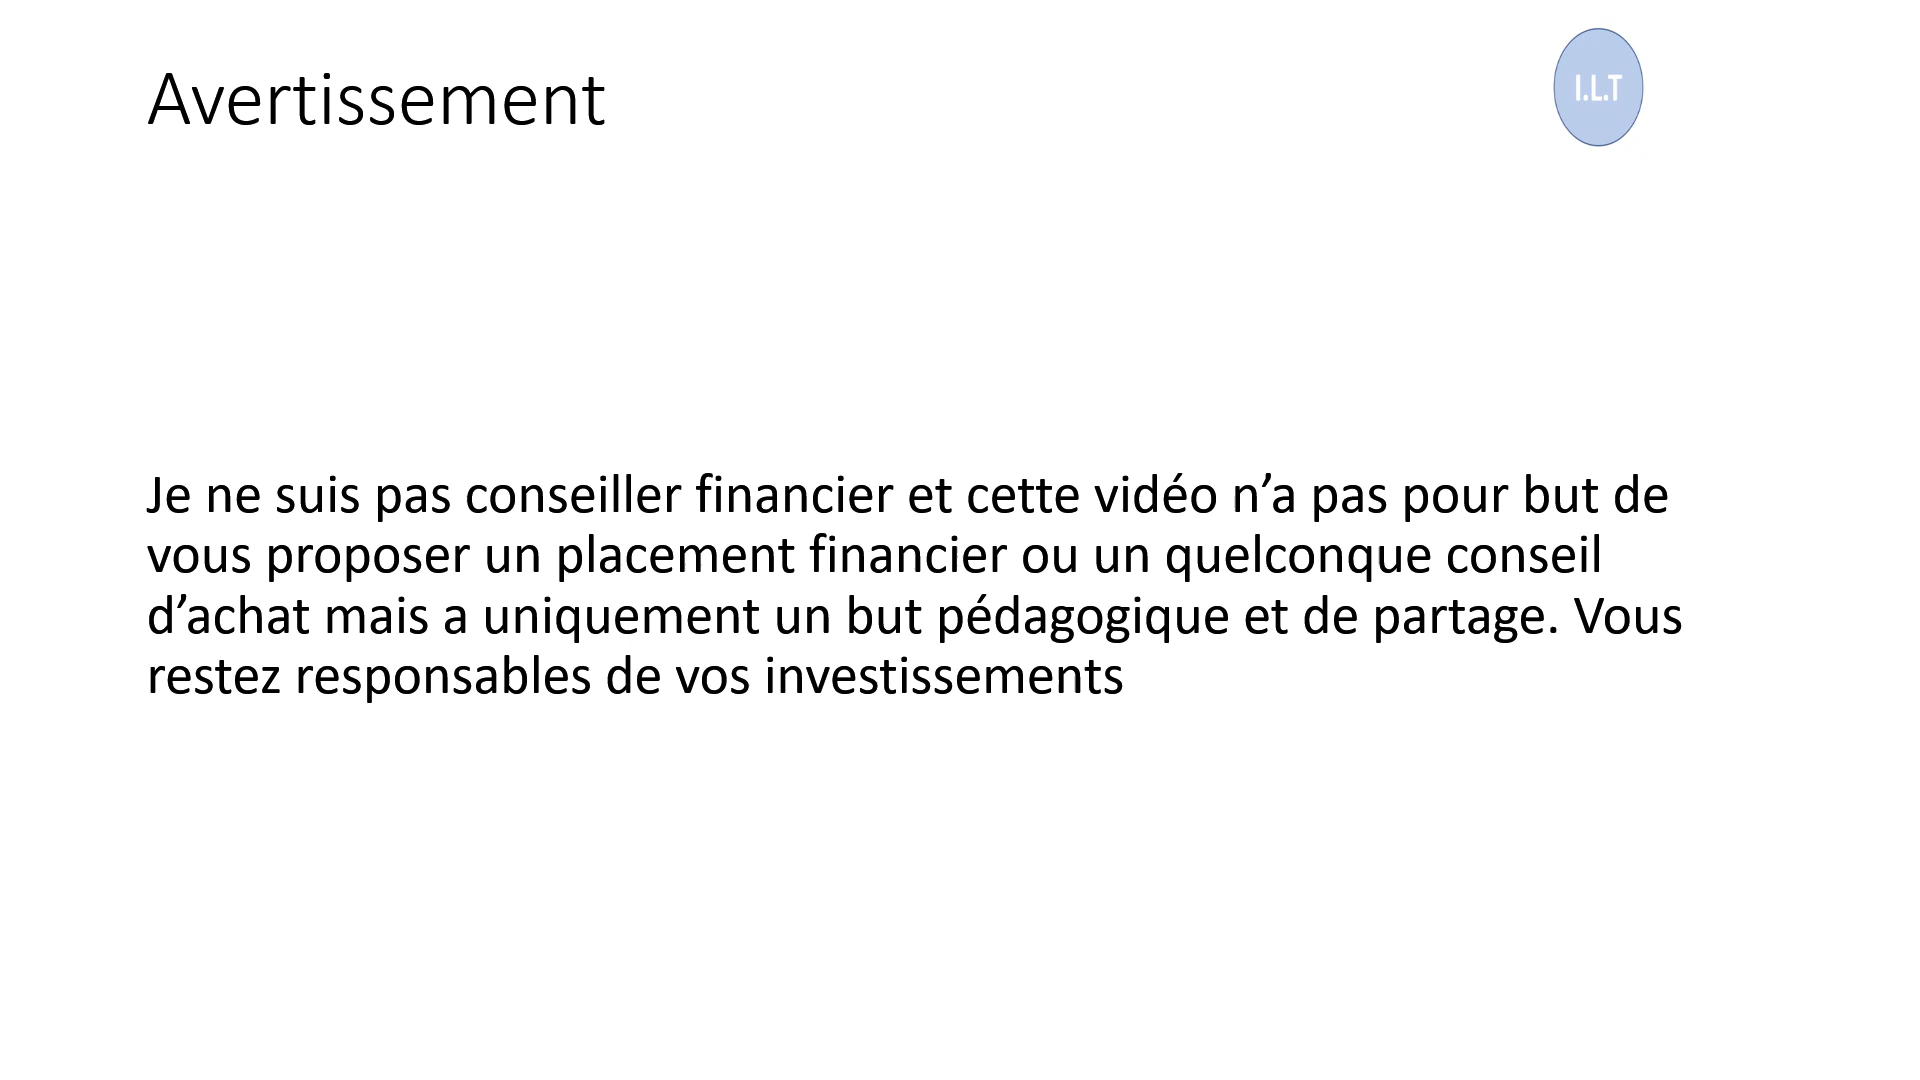 Avertissement
I.L.T
Je ne suis pas conseiller financier et cette vidéo n’a pas pour but de
vous proposer un placement financier ou un quelconque conseil
d’achat mais a uniquement un but pédagogique et de partage. Vous
restez responsables de vos investissements